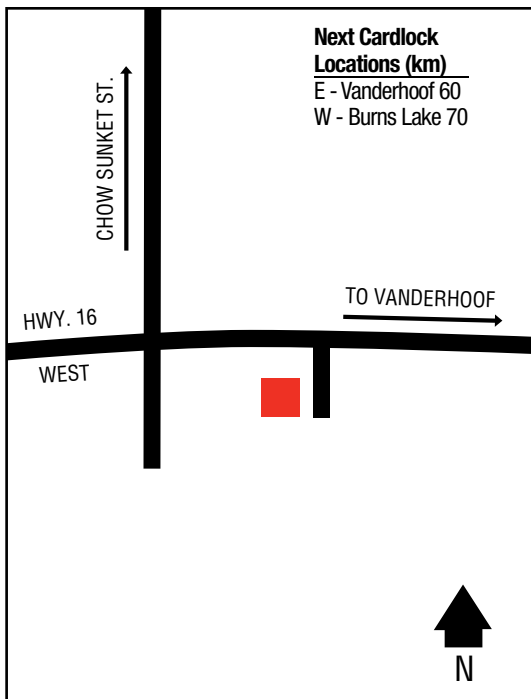 Next Cardlock
Locations (km)
E - Vanderhoof 60
W - Burns Lake 70
CHOW SUNKET ST.
TO VANDERHOOF
HWY. 16
WEST
N